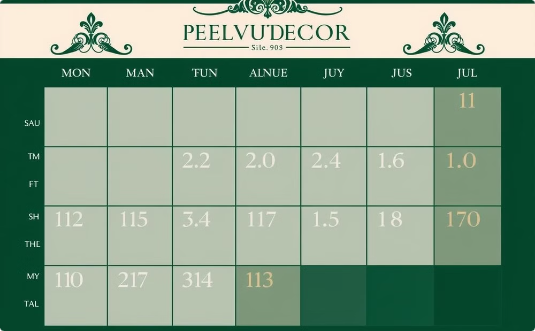 PEELVU'DECOR
Site. 903
MON MAN TUN ALNUE JUY JUS JUL
11
SAU
TM 2.2 2.0 2.4 1.6 1.0
FT
SH 112 115 3.4 117 1.5 18 170
THE
MY 110 217 314 113
TAL